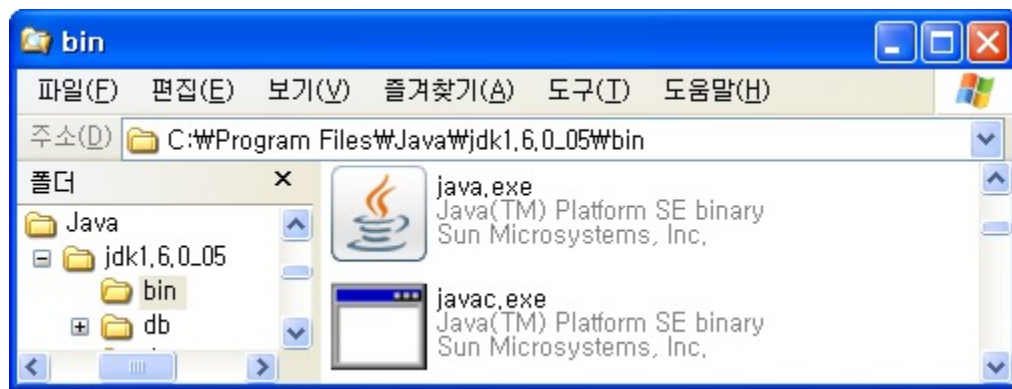 bin
파일(F) 편집(E) 보기(V) 즐겨찾기(A) 도구(T) 도움말(H)
주소(D) C:₩Program Files₩Java₩jdk1,6,0_05₩bin
폴더 ×
Java
jdk1,6,0_05
bin
db
java,exe
Java(TM) Platform SE binary
Sun Microsystems, Inc,
javac,exe
Java(TM) Platform SE binary
Sun Microsystems, Inc,